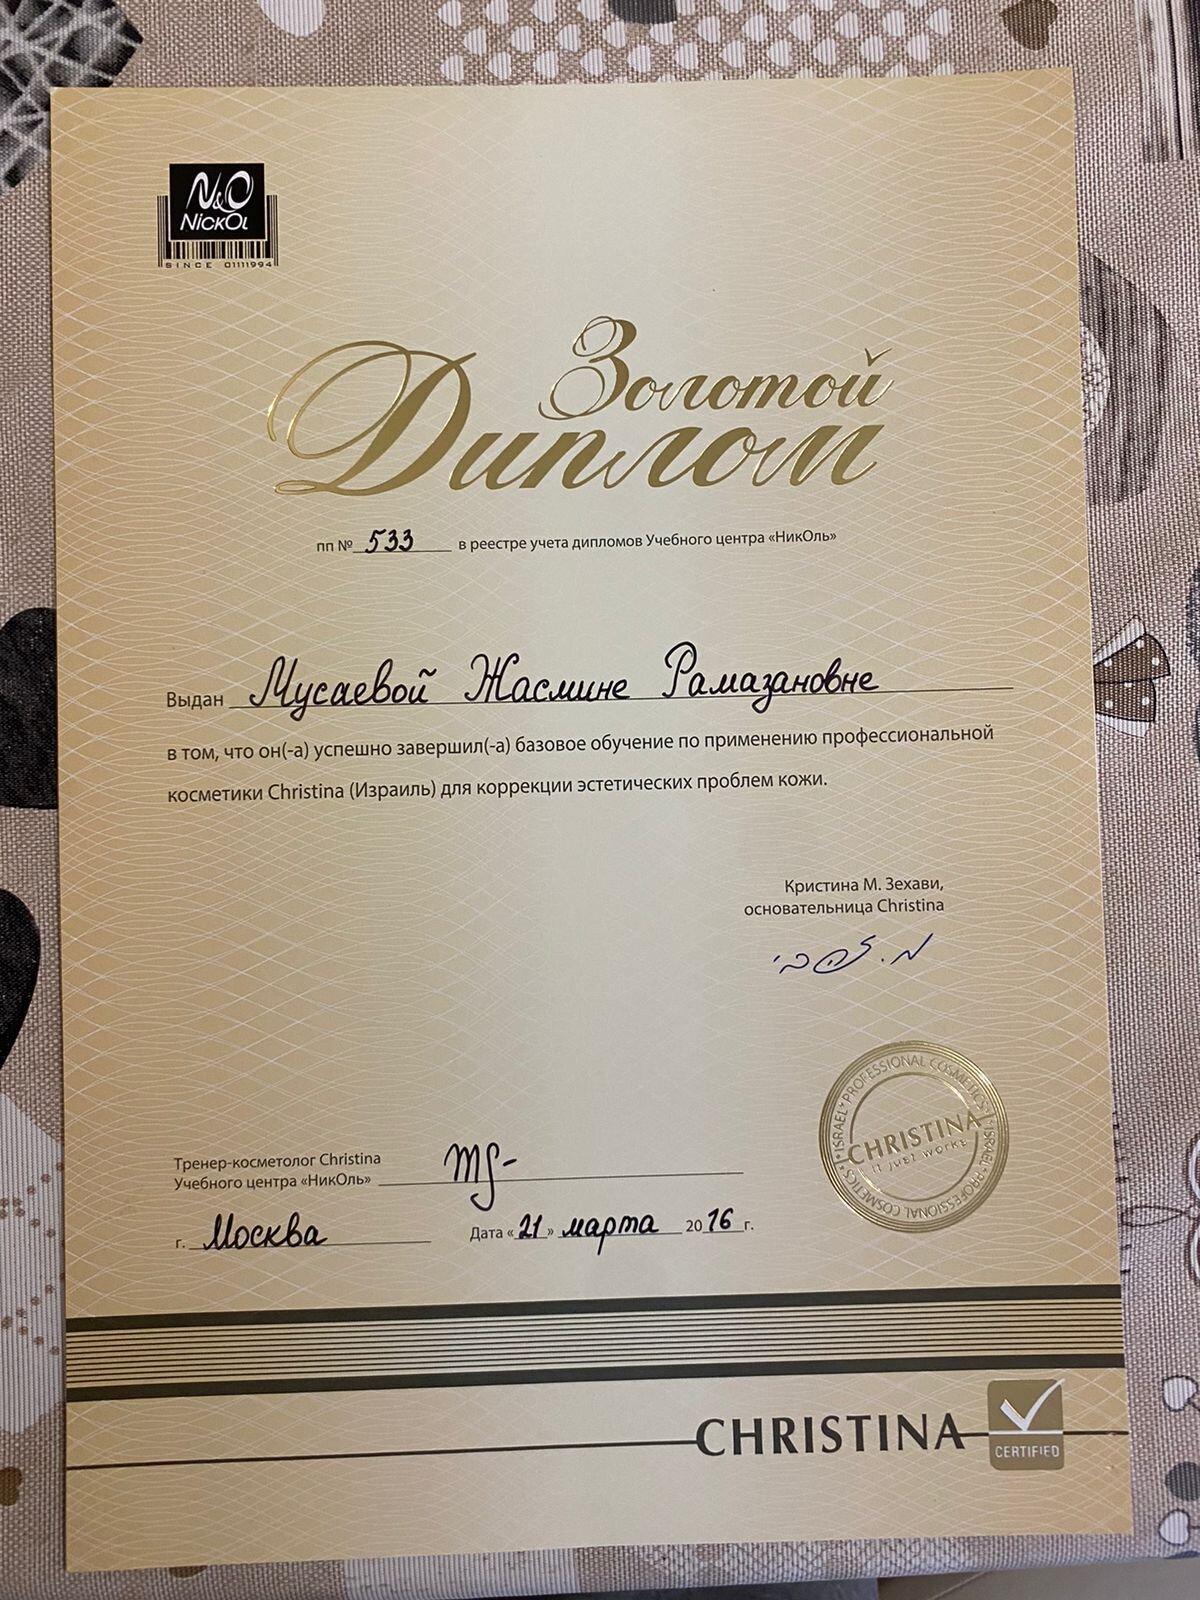 N&O
NickOl
SINCE 01111994
Золотой
Диплом
пп № 533 в реестре учета дипломов Учебного центра «НикОль»
Выдан Мусаевой Жасмине Рамазановне
в том, что он(-а) успешно завершил(-а) базовое обучение по применению профессиональной
косметики Christina (Израиль) для коррекции эстетических проблем кожи.
Кристина М. Зехави,
основательница Christina
Тренер-косметолог Christina
Учебного центра «НикОль»
г. Москва Дата «21» марта 2016 г.
ISRAEL • PROFESSIONAL COSMETICS • ISRAEL • PROFESSIONAL COSMETICS •
CHRISTINA
IT JUST WORKS
CHRISTINA
CERTIFIED